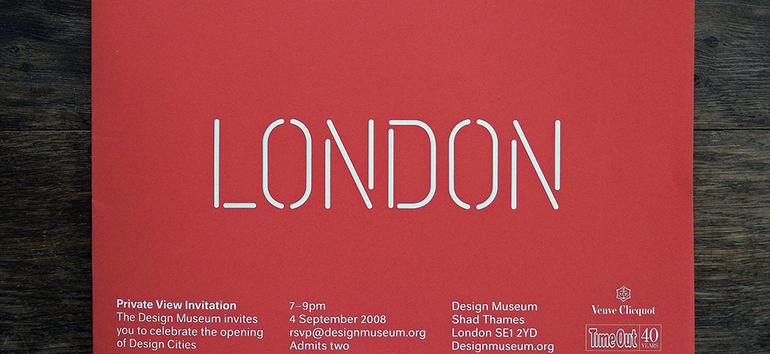 LONDON
Private View Invitation
The Design Museum invites
you to celebrate the opening
of Design Cities
7–9pm
4 September 2008
rsvp@designmuseum.org
Admits two
Design Museum
Shad Thames
London SE1 2YD
Designmuseum.org
Veuve Clicquot
TimeOut 40
YEARS